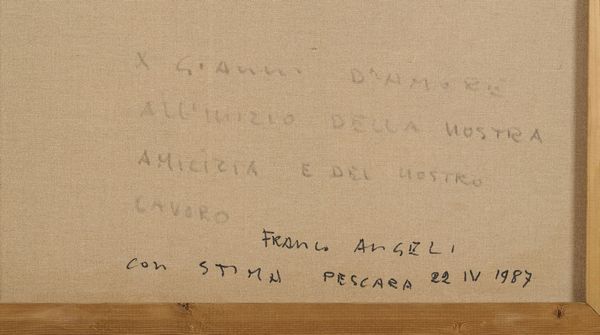 X GIANNI D'AMORE
ALL'INIZIO DELLA NOSTRA
AMICIZIA E DEL NOSTRO
LAVORO
FRANCO ANGELI
CON STIMA PESCARA 22 IV 1987